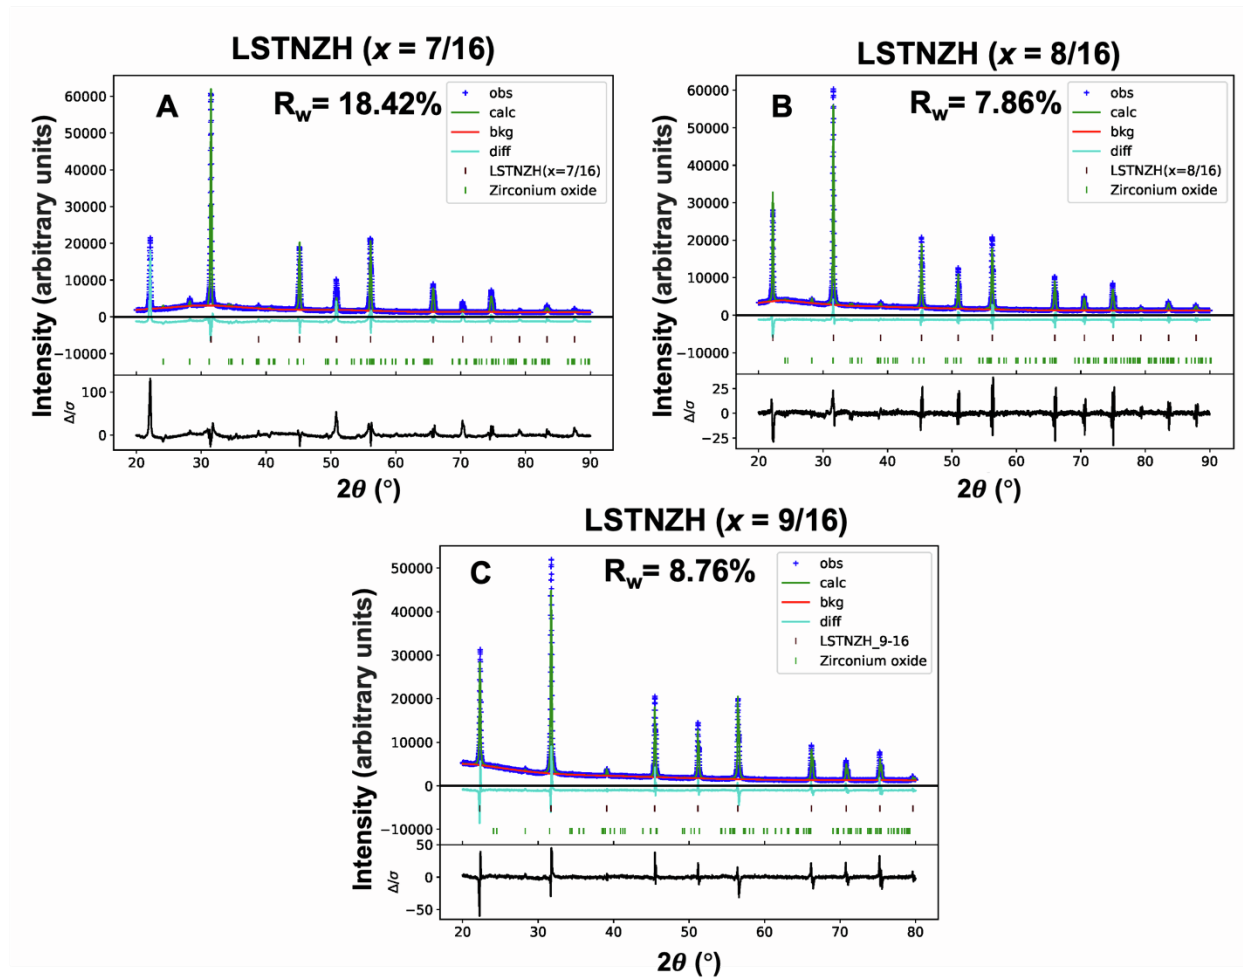 LSTNZH (x = 7/16)
A
Rw= 18.42%
obs
calc
bkg
diff
LSTNZH(x=7/16)
Zirconium oxide
60000
50000
40000
30000
20000
10000
0
−10000
100
0
Intensity (arbitrary units)
Δ/σ
20 30 40 50 60 70 80 90
2θ (°)
LSTNZH (x = 8/16)
B
Rw= 7.86%
obs
calc
bkg
diff
LSTNZH(x=8/16)
Zirconium oxide
60000
50000
40000
30000
20000
10000
0
−10000
25
0
−25
Intensity (arbitrary units)
Δ/σ
20 30 40 50 60 70 80 90
2θ (°)
LSTNZH (x = 9/16)
C
Rw= 8.76%
obs
calc
bkg
diff
LSTNZH_9-16
Zirconium oxide
50000
40000
30000
20000
10000
0
−10000
50
0
−50
Intensity (arbitrary units)
Δ/σ
20 30 40 50 60 70 80
2θ (°)